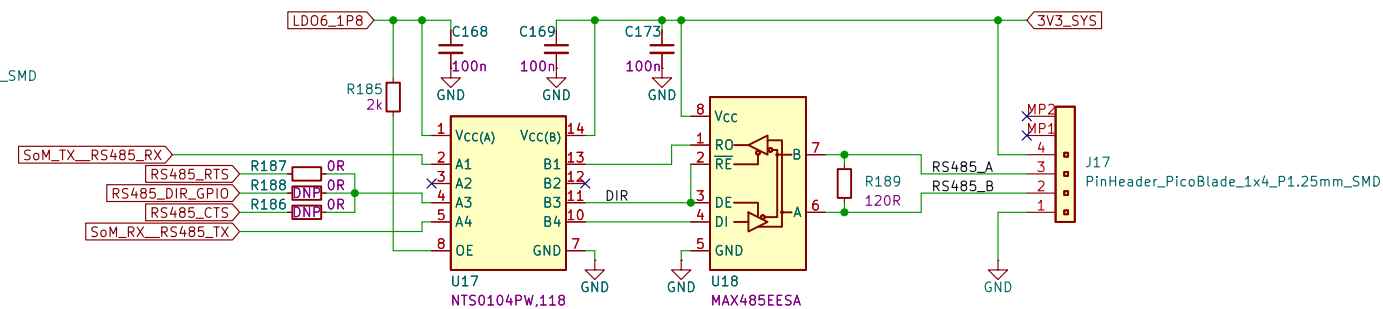 LDO6_1P8
3V3_SYS
C168
100n
GND
C169
100n
GND
C173
100n
GND
_SMD
R185
2k
SoM_TX__RS485_RX
RS485_RTS
R187
0R
RS485_DIR_GPIO
R188
DNP
0R
RS485_CTS
R186
DNP
0R
SoM_RX__RS485_TX
1 VCC(A)
VCC(B) 14
2 A1
B1 13
3 A2
B2 12
4 A3
B3 11
5 A4
B4 10
8 OE
GND 7
U17
NTS0104PW,118
GND
DIR
8 VCC
1 RO
2 RE
3 DE
4 DI
5 GND
B 7
A 6
U18
MAX485EESA
GND
R189
120R
RS485_A
RS485_B
MP2
MP1
4
3
2
1
J17
PinHeader_PicoBlade_1x4_P1.25mm_SMD
GND